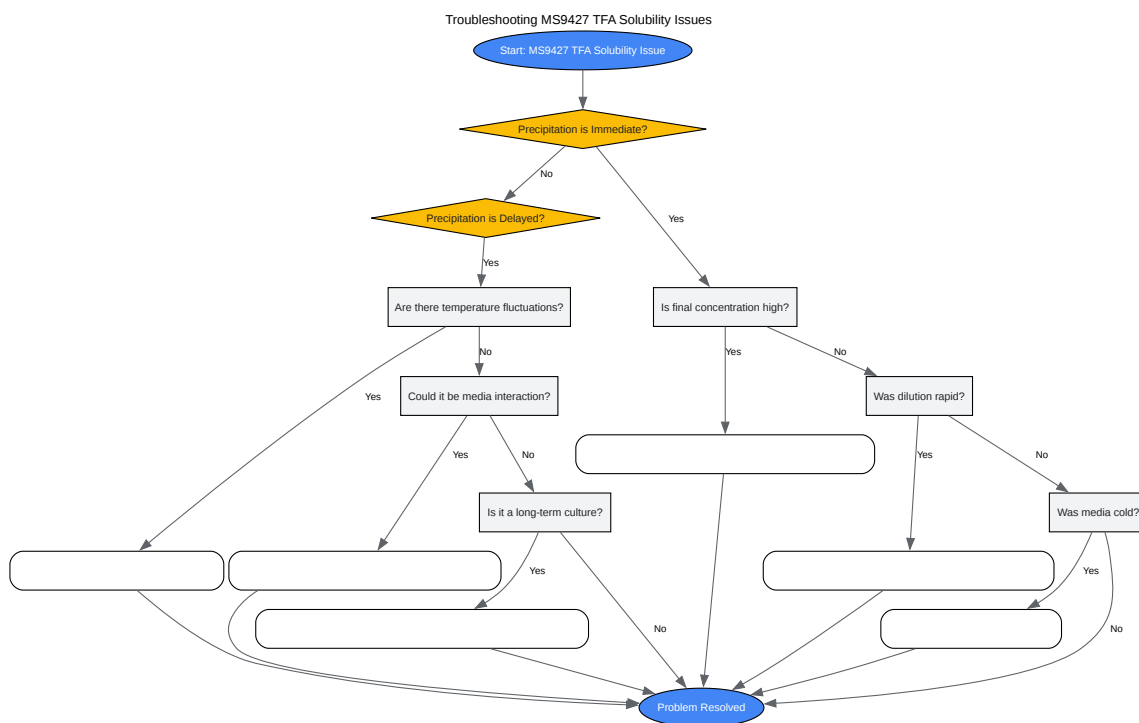 Troubleshooting MS9427 TFA Solubility Issues
Start: MS9427 TFA Solubility Issue
Precipitation is Immediate?
No
Precipitation is Delayed?
Yes
Yes
Are there temperature fluctuations?
Is final concentration high?
No
Yes
No
Yes
Could it be media interaction?
Was dilution rapid?
Yes
No
Yes
No
Is it a long-term culture?
Was media cold?
Yes
Yes
No
No
Problem Resolved